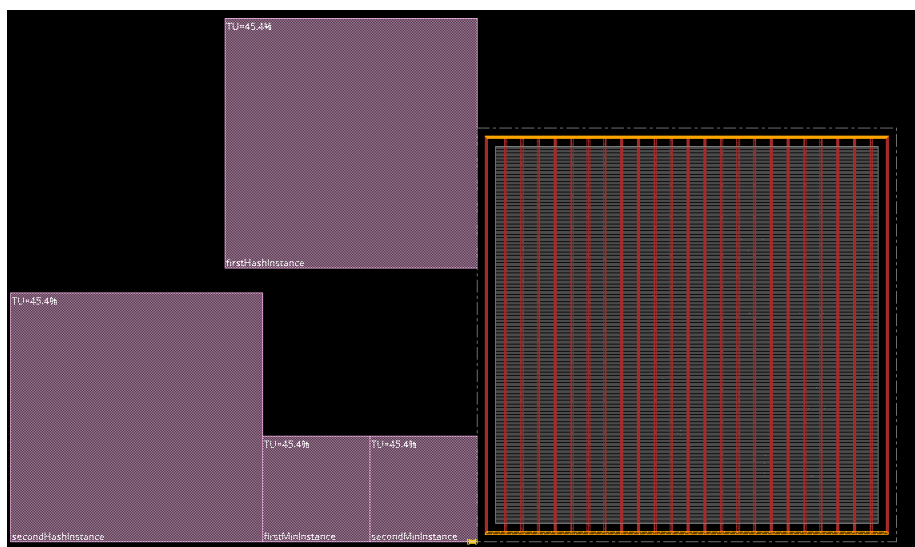 TU=45.4%
firstHashInstance
TU=45.4%
TU=45.4%
TU=45.4%
secondHashInstance
firstMinInstance
secondMinInstance